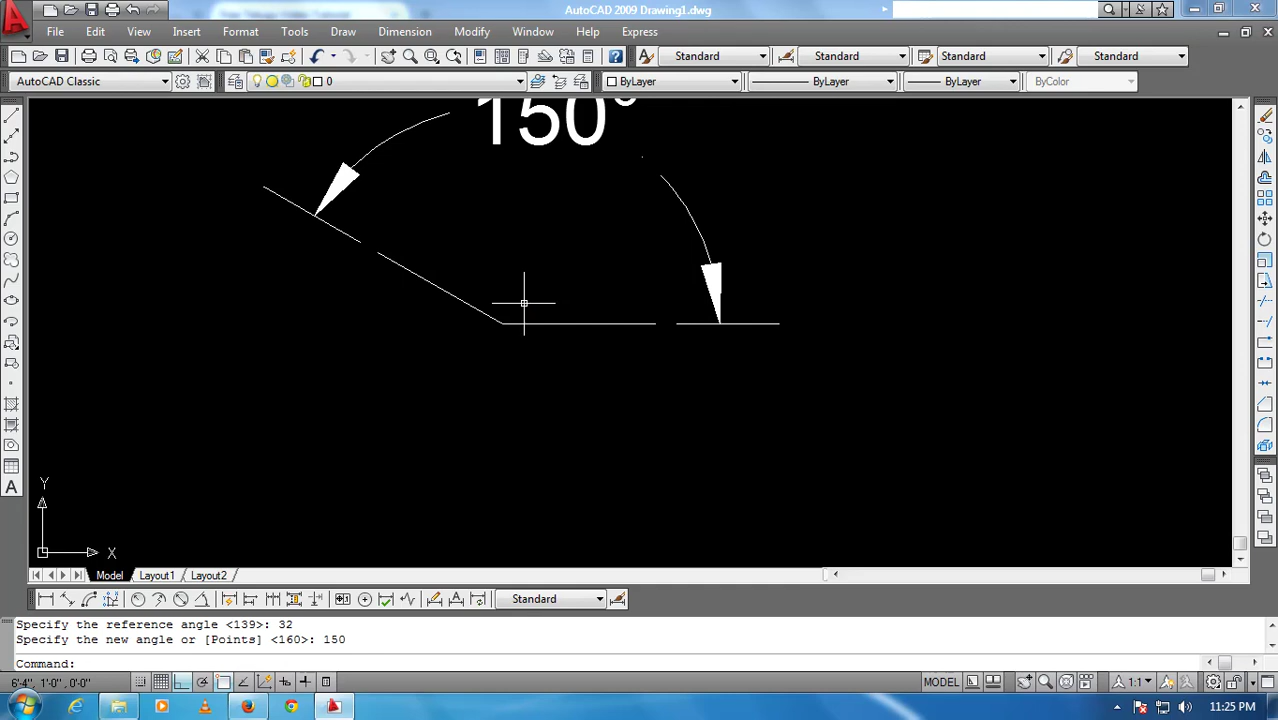 AutoCAD 2009 Drawing1.dwg
File Edit View Insert Format Tools Draw Dimension Modify Window Help Express
Standard Standard Standard Standard
AutoCAD Classic 0 ByLayer ByLayer ByLayer ByColor
150°
Y
X
Model Layout1 Layout2
Standard
Specify the reference angle <139>: 32
Specify the new angle or [Points] <160>: 150
Command:
6'-4", 1'-0", 0'-0" MODEL 1:1
11:25 PM